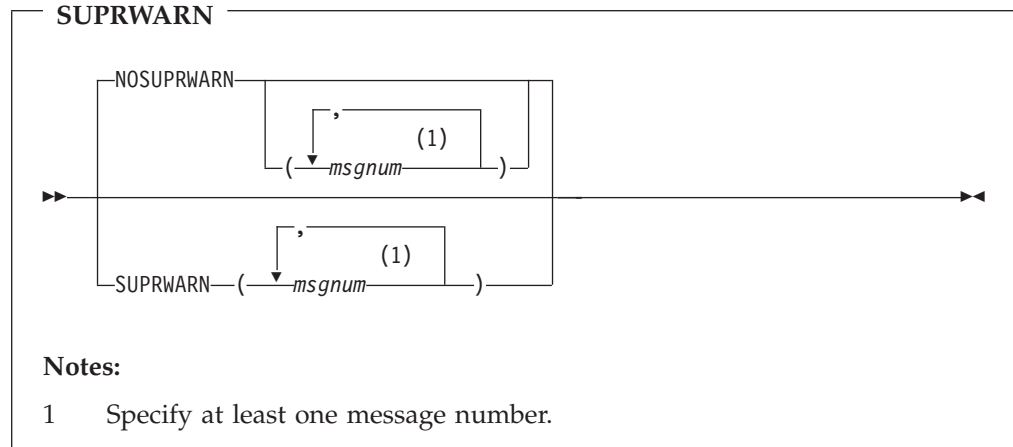 SUPRWARN
NOSUPRWARN
,
(1)
( msgnum )
,
(1)
SUPRWARN ( msgnum )
Notes:
1 Specify at least one message number.